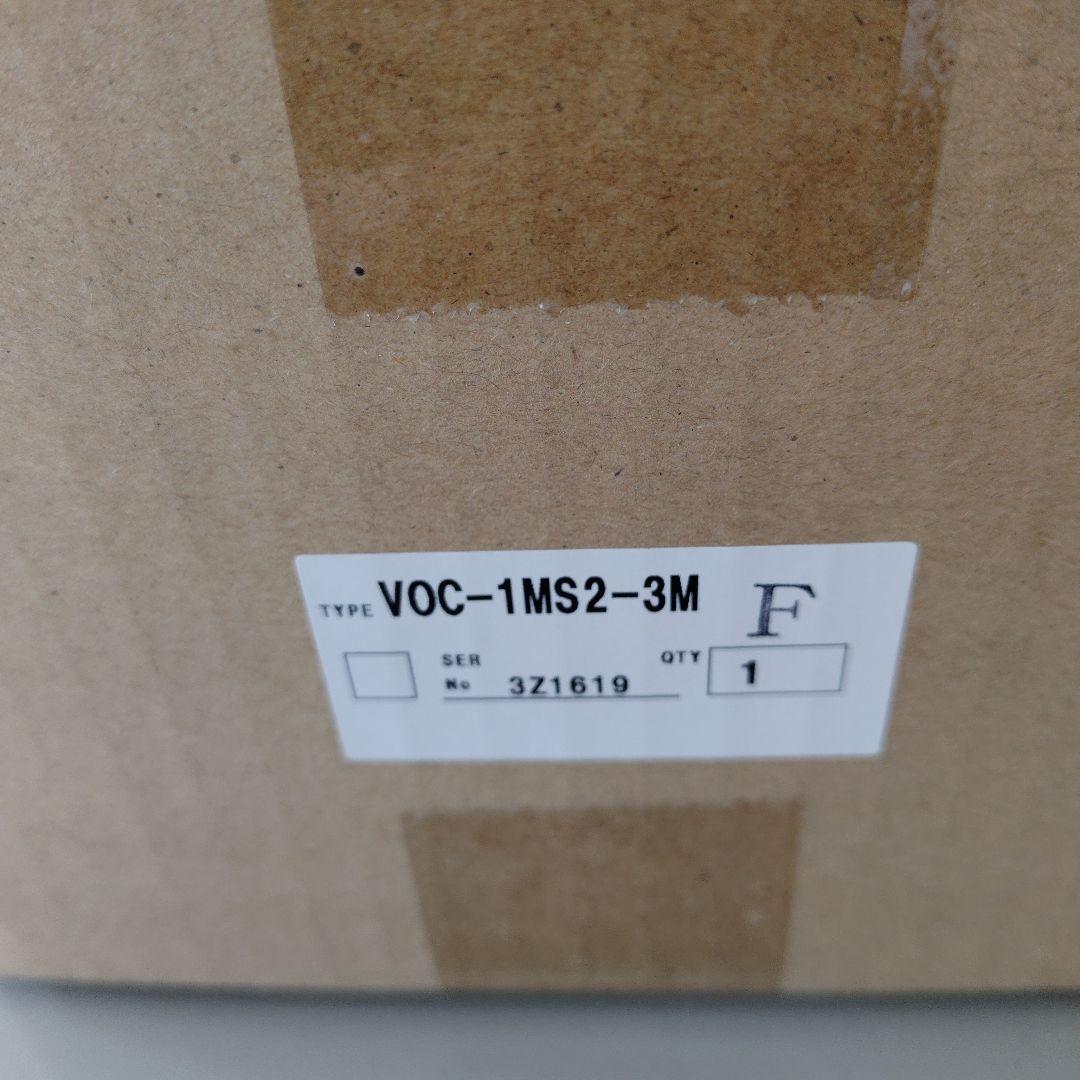 TYPE VOC-1MS2-3M F
SER No 3Z1619 QTY 1